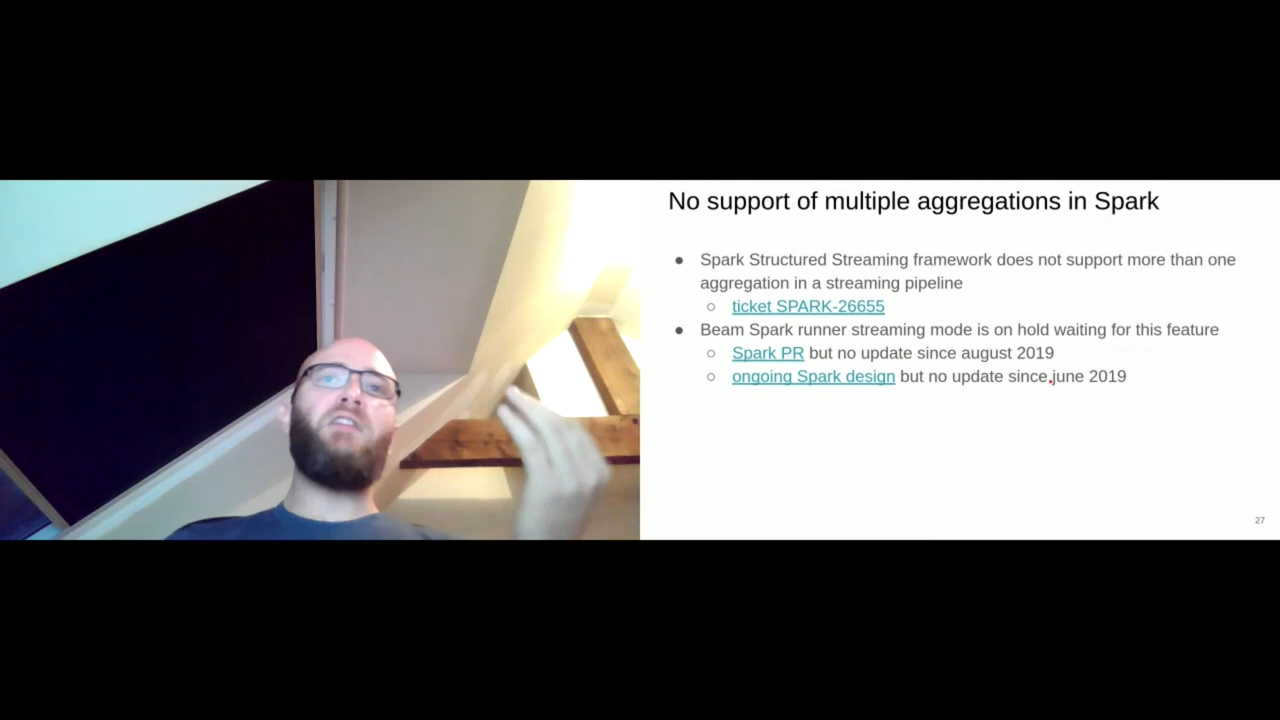 No support of multiple aggregations in Spark
● Spark Structured Streaming framework does not support more than one
aggregation in a streaming pipeline
○ ticket SPARK-26655
● Beam Spark runner streaming mode is on hold waiting for this feature
○ Spark PR but no update since august 2019
○ ongoing Spark design but no update since june 2019
27